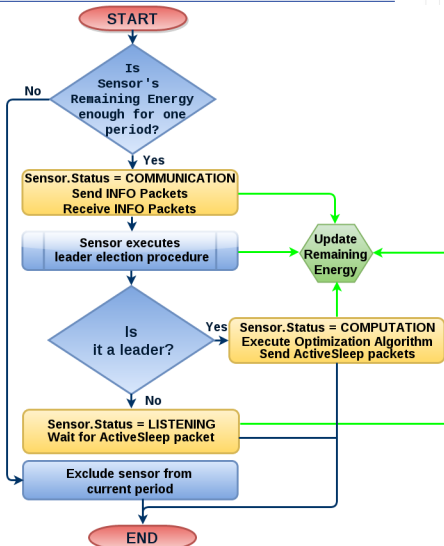 START
Is
Sensor's
Remaining Energy
enough for one
period?
No
Yes
Sensor.Status = COMMUNICATION
Send INFO Packets
Receive INFO Packets
Sensor executes
leader election procedure
Update
Remaining
Energy
Is
it a leader?
Yes
Sensor.Status = COMPUTATION
Execute Optimization Algorithm
Send ActiveSleep packets
No
Sensor.Status = LISTENING
Wait for ActiveSleep packet
Exclude sensor from
current period
END